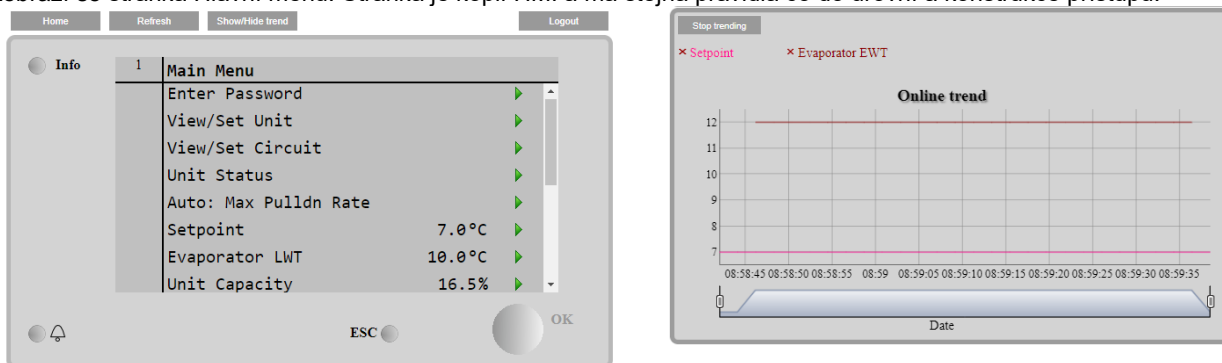 Home Refresh Show/Hide trend Logout
Info
1 Main Menu
Enter Password
View/Set Unit
View/Set Circuit
Unit Status
Auto: Max Pulldn Rate
Setpoint 7.0°C
Evaporator LWT 10.0°C
Unit Capacity 16.5%
ESC
OK
Stop trending
× Setpoint × Evaporator EWT
Online trend
12
11
10
9
8
7
08:58:45 08:58:50 08:58:55 08:59 08:59:05 08:59:10 08:59:15 08:59:20 08:59:25 08:59:30 08:59:35
Date